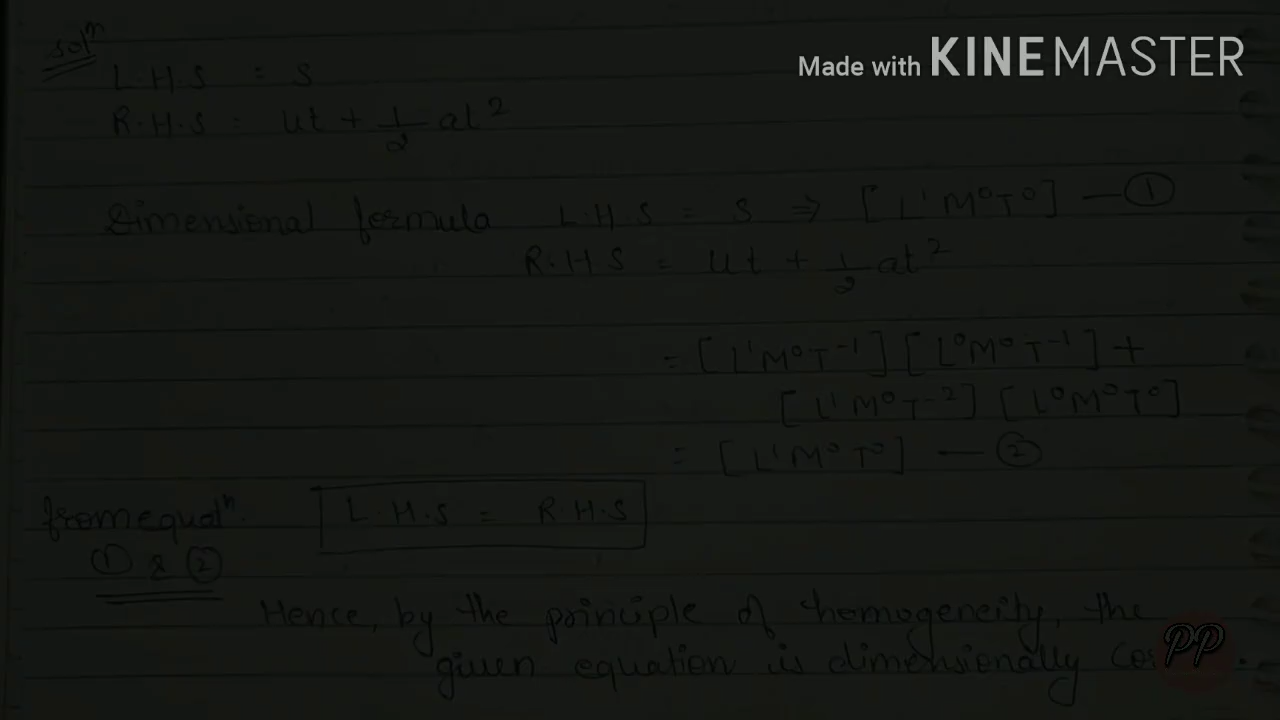 Made with KINEMASTER
solⁿ
L.H.S = S
R.H.S = ut + 1/2 at²
Dimensional formula L.H.S = S ⇒ [L¹M⁰T⁰] — ①
R.H.S = ut + 1/2 at²
= [L¹M⁰T⁻¹] [L⁰M⁰T⁻¹] +
[L¹M⁰T⁻²] [L⁰M⁰T⁰]
= [L¹M⁰T⁰] — ②
from equatⁿ. L.H.S = R.H.S
① & ②
Hence, by the principle of homogeneity, the
given equation is dimensionally
PP